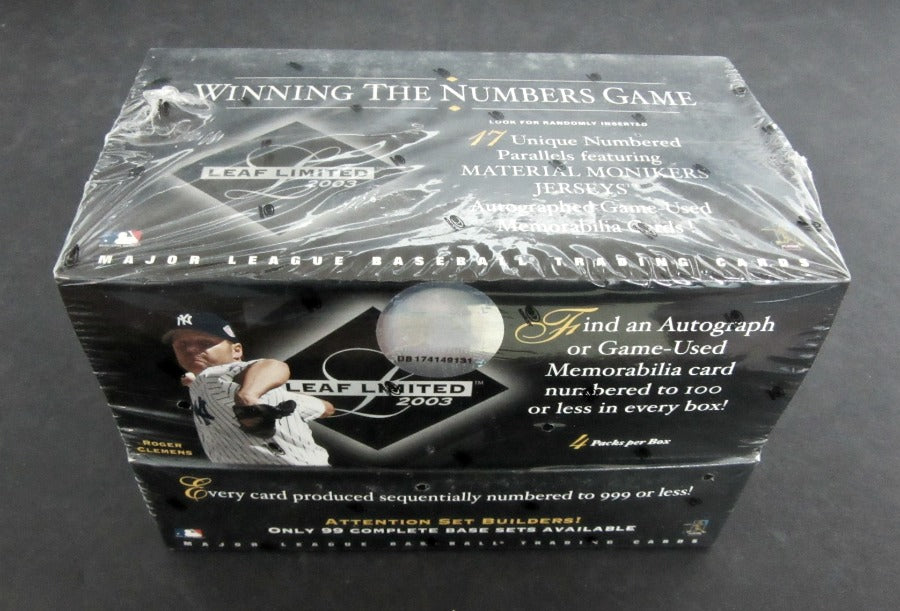 WINNING THE NUMBERS GAME
LOOK FOR RANDOMLY INSERTED
17 Unique Numbered
Parallels featuring
MATERIAL MONIKERS
JERSEYS
Autographed Game-Used
Memorabilia Cards!
LEAF LIMITED
2003
MAJOR LEAGUE BASEBALL TRADING CARDS
DB174149131
LEAF LIMITED™
2003
ROGER
CLEMENS
Find an Autograph
or Game-Used
Memorabilia card
numbered to 100
or less in every box!
4 Packs per Box
Every card produced sequentially numbered to 999 or less!
ATTENTION SET BUILDERS!
ONLY 99 COMPLETE BASE SETS AVAILABLE
MAJOR LEAGUE BASEBALL TRADING CARDS